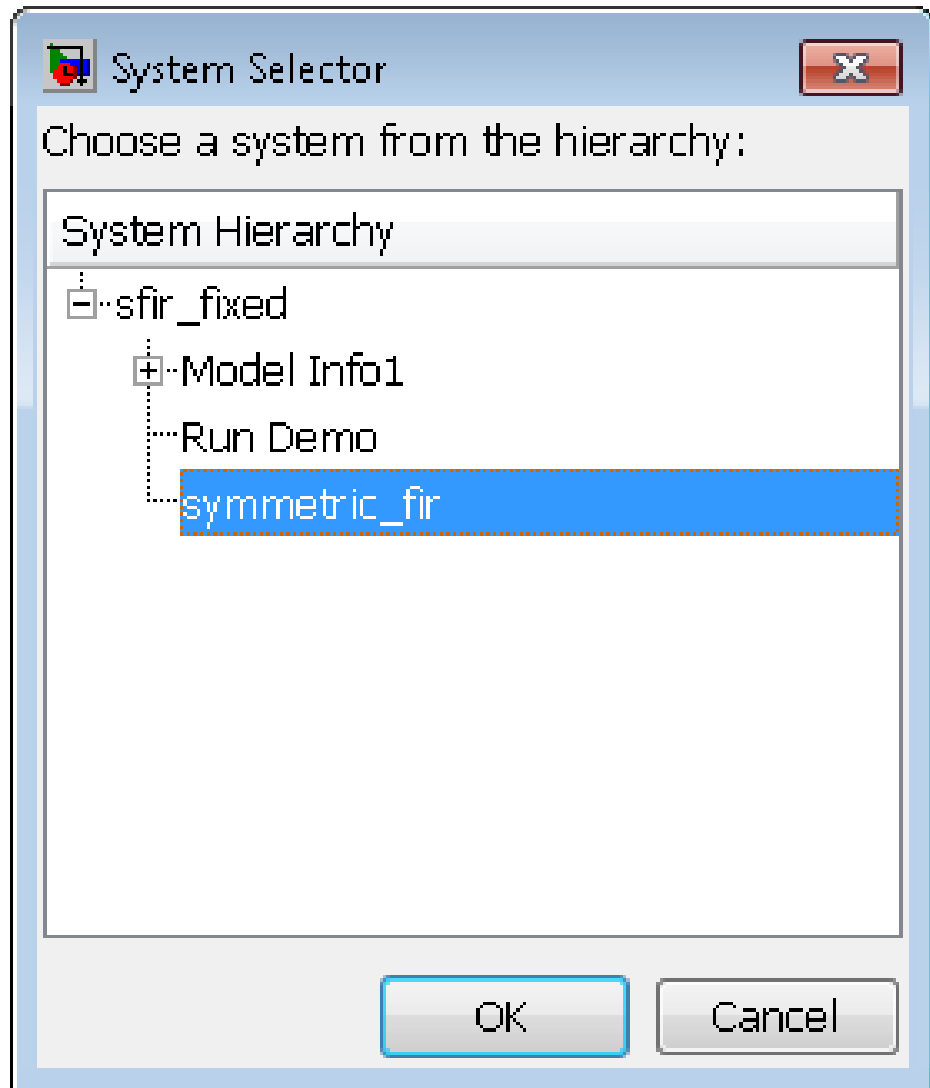 System Selector
Choose a system from the hierarchy:
System Hierarchy
sfir_fixed
Model Info1
Run Demo
symmetric_fir
OK
Cancel